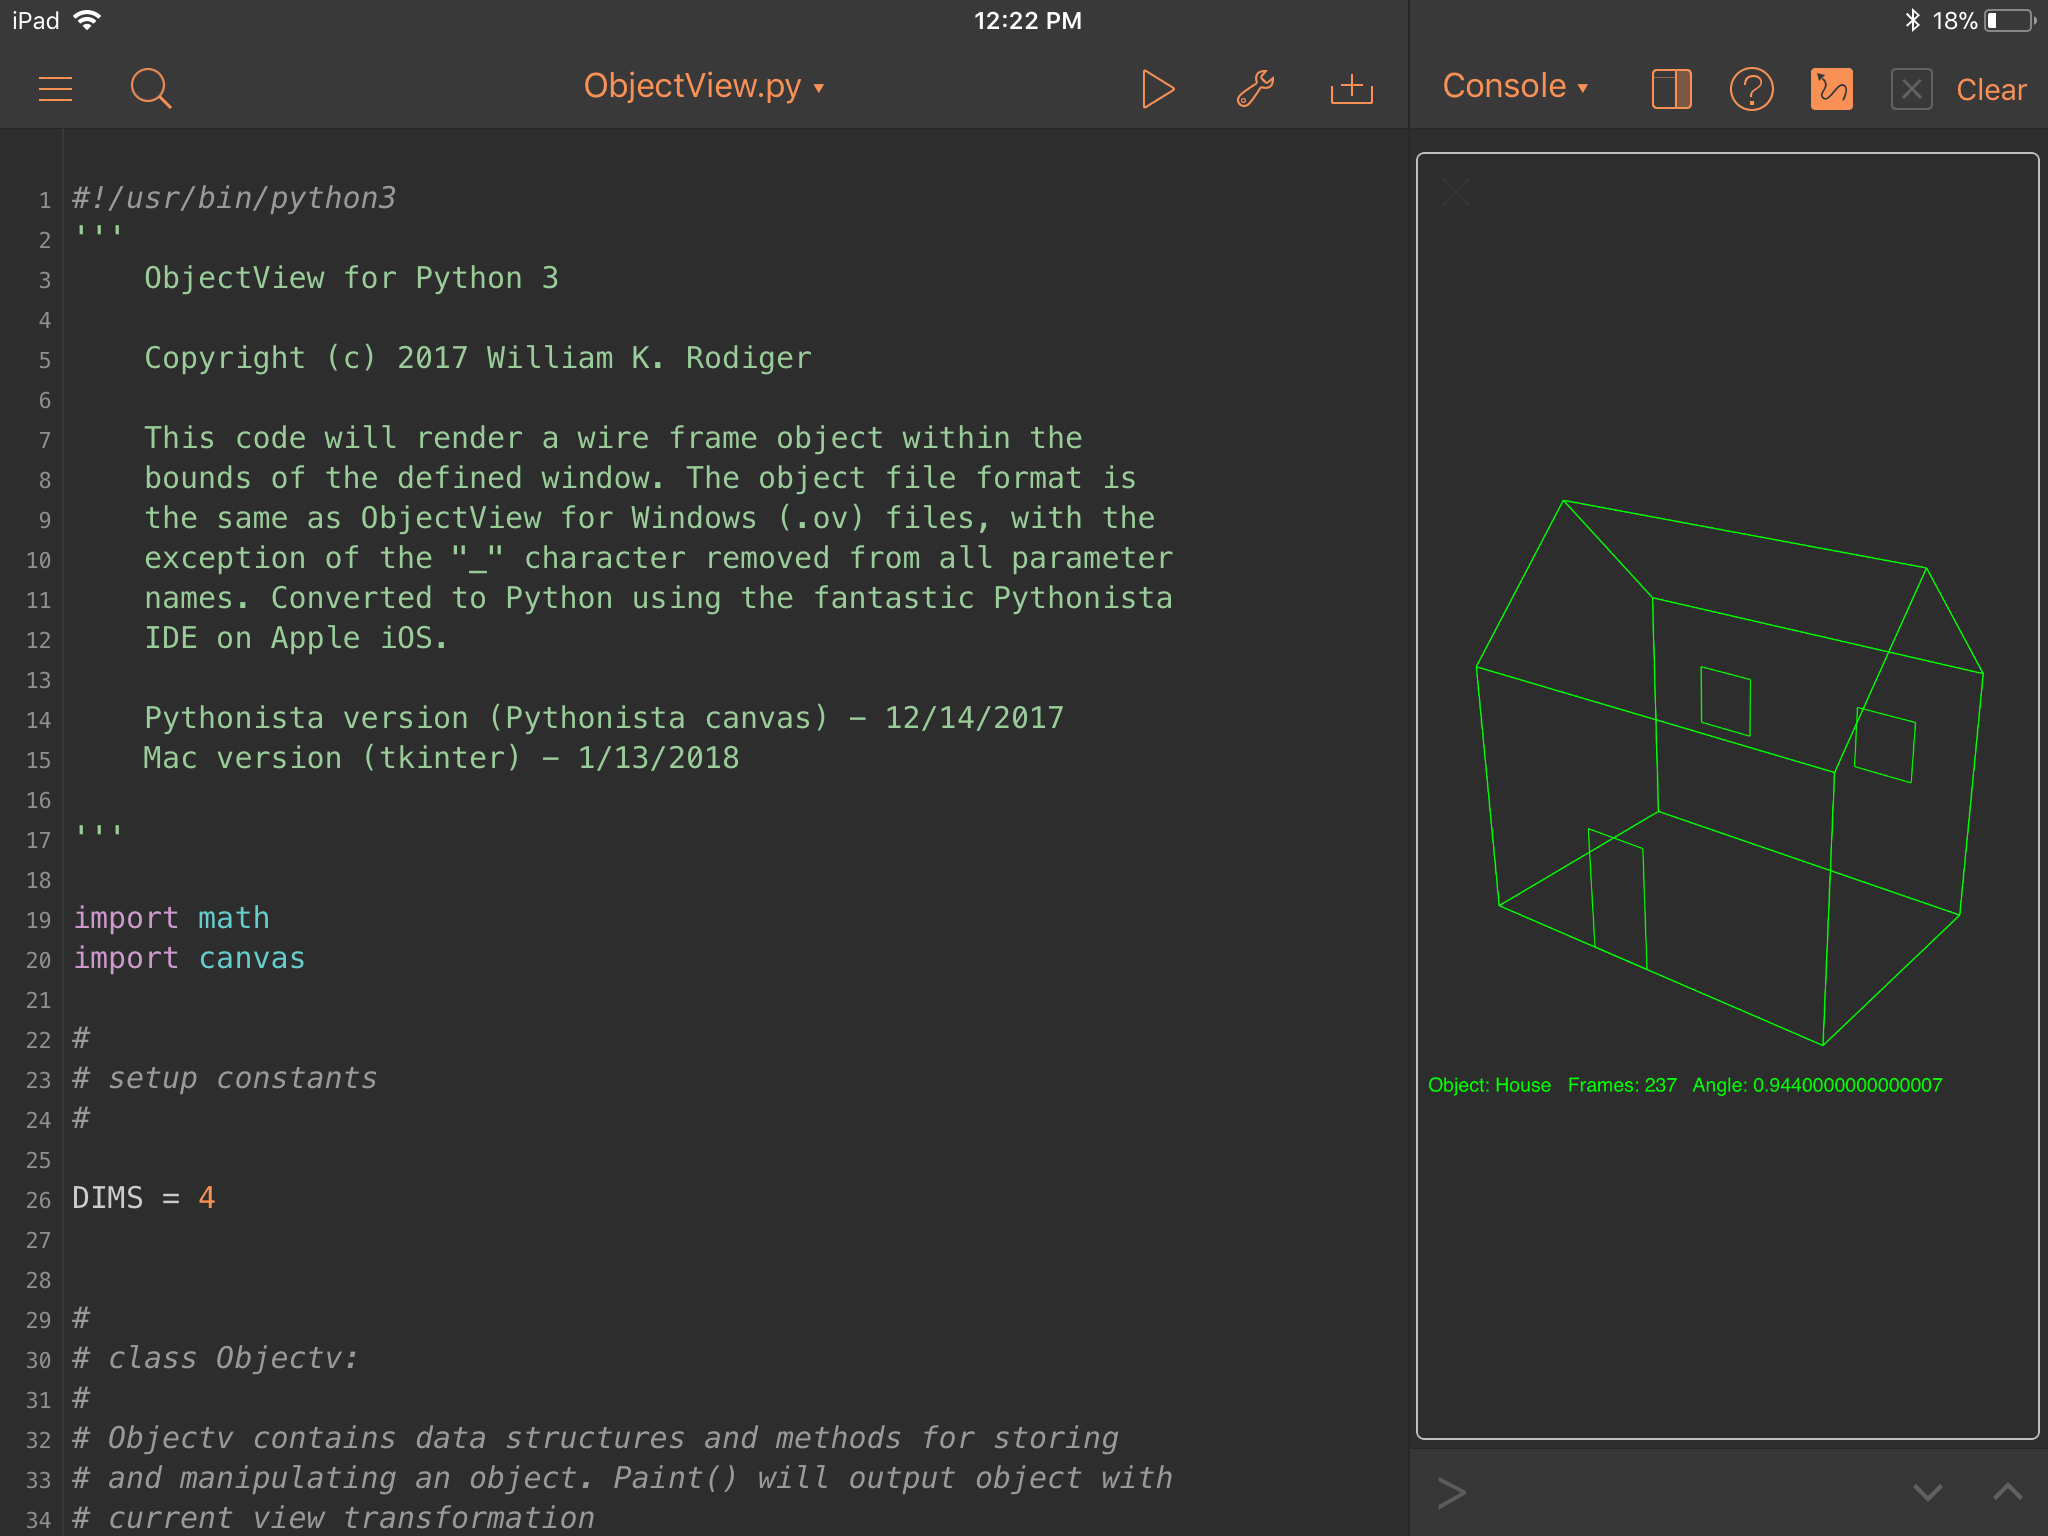 iPad 12:22 PM 18%
ObjectView.py ▾ Console ▾ Clear
1 #!/usr/bin/python3
2 '''
3 ObjectView for Python 3
4
5 Copyright (c) 2017 William K. Rodiger
6
7 This code will render a wire frame object within the
8 bounds of the defined window. The object file format is
9 the same as ObjectView for Windows (.ov) files, with the
10 exception of the "_" character removed from all parameter
11 names. Converted to Python using the fantastic Pythonista
12 IDE on Apple iOS.
13
14 Pythonista version (Pythonista canvas) – 12/14/2017
15 Mac version (tkinter) – 1/13/2018
16
17 '''
18
19 import math
20 import canvas
21
22 #
23 # setup constants
24 #
25
26 DIMS = 4
27
28
29 #
30 # class Objectv:
31 #
32 # Objectv contains data structures and methods for storing
33 # and manipulating an object. Paint() will output object with
34 # current view transformation
Object: House Frames: 237 Angle: 0.9440000000000007
>